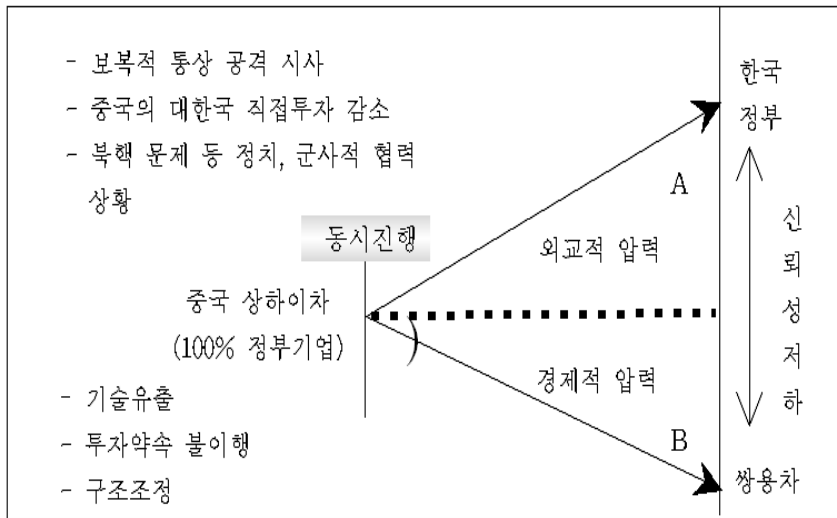 - 보복적 통상 공격 시사
- 중국의 대한국 직접투자 감소
- 북핵 문제 등 정치, 군사적 협력
상황
동시진행
중국 상하이차
(100% 정부기업)
- 기술유출
- 투자약속 불이행
- 구조조정
A
외교적 압력
경제적 압력
B
한국
정부
신
뢰
성
저
하
쌍용차